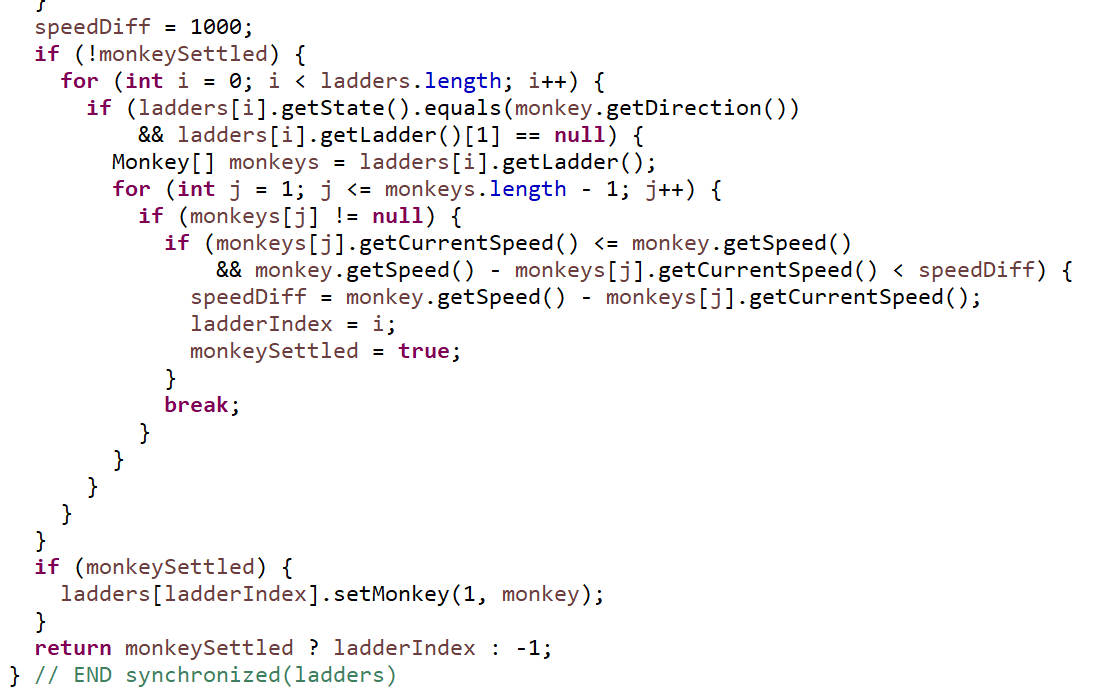 }
speedDiff = 1000;
if (!monkeySettled) {
for (int i = 0; i < ladders.length; i++) {
if (ladders[i].getState().equals(monkey.getDirection())
&& ladders[i].getLadder()[1] == null) {
Monkey[] monkeys = ladders[i].getLadder();
for (int j = 1; j <= monkeys.length - 1; j++) {
if (monkeys[j] != null) {
if (monkeys[j].getCurrentSpeed() <= monkey.getSpeed()
&& monkey.getSpeed() - monkeys[j].getCurrentSpeed() < speedDiff) {
speedDiff = monkey.getSpeed() - monkeys[j].getCurrentSpeed();
ladderIndex = i;
monkeySettled = true;
}
break;
}
}
}
}
}
if (monkeySettled) {
ladders[ladderIndex].setMonkey(1, monkey);
}
return monkeySettled ? ladderIndex : -1;
} // END synchronized(ladders)